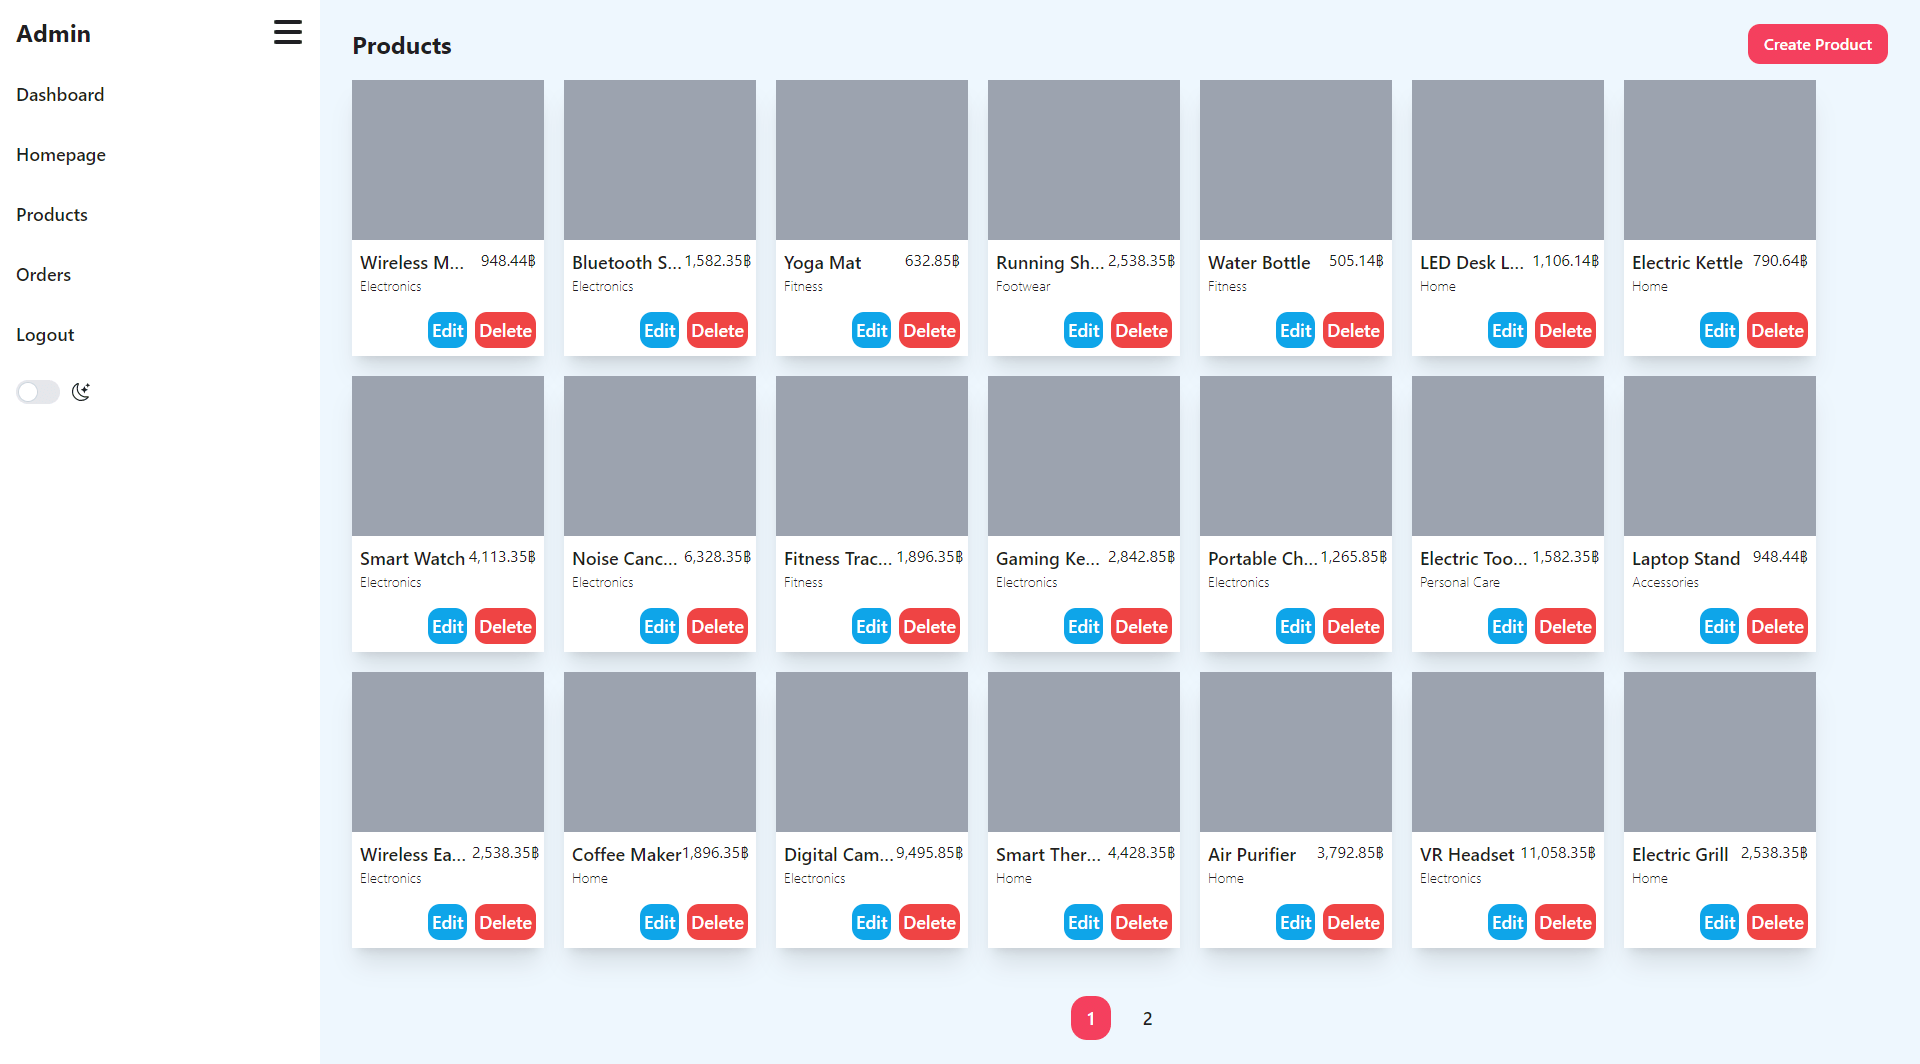 Admin
Dashboard
Homepage
Products
Orders
Logout
Products
Create Product
Wireless M... 948.44฿
Electronics
Edit Delete
Bluetooth S... 1,582.35฿
Electronics
Edit Delete
Yoga Mat 632.85฿
Fitness
Edit Delete
Running Sh... 2,538.35฿
Footwear
Edit Delete
Water Bottle 505.14฿
Fitness
Edit Delete
LED Desk L... 1,106.14฿
Home
Edit Delete
Electric Kettle 790.64฿
Home
Edit Delete
Smart Watch 4,113.35฿
Electronics
Edit Delete
Noise Canc... 6,328.35฿
Electronics
Edit Delete
Fitness Trac... 1,896.35฿
Fitness
Edit Delete
Gaming Ke... 2,842.85฿
Electronics
Edit Delete
Portable Ch... 1,265.85฿
Electronics
Edit Delete
Electric Too... 1,582.35฿
Personal Care
Edit Delete
Laptop Stand 948.44฿
Accessories
Edit Delete
Wireless Ea... 2,538.35฿
Electronics
Edit Delete
Coffee Maker 1,896.35฿
Home
Edit Delete
Digital Cam... 9,495.85฿
Electronics
Edit Delete
Smart Ther... 4,428.35฿
Home
Edit Delete
Air Purifier 3,792.85฿
Home
Edit Delete
VR Headset 11,058.35฿
Electronics
Edit Delete
Electric Grill 2,538.35฿
Home
Edit Delete
1 2